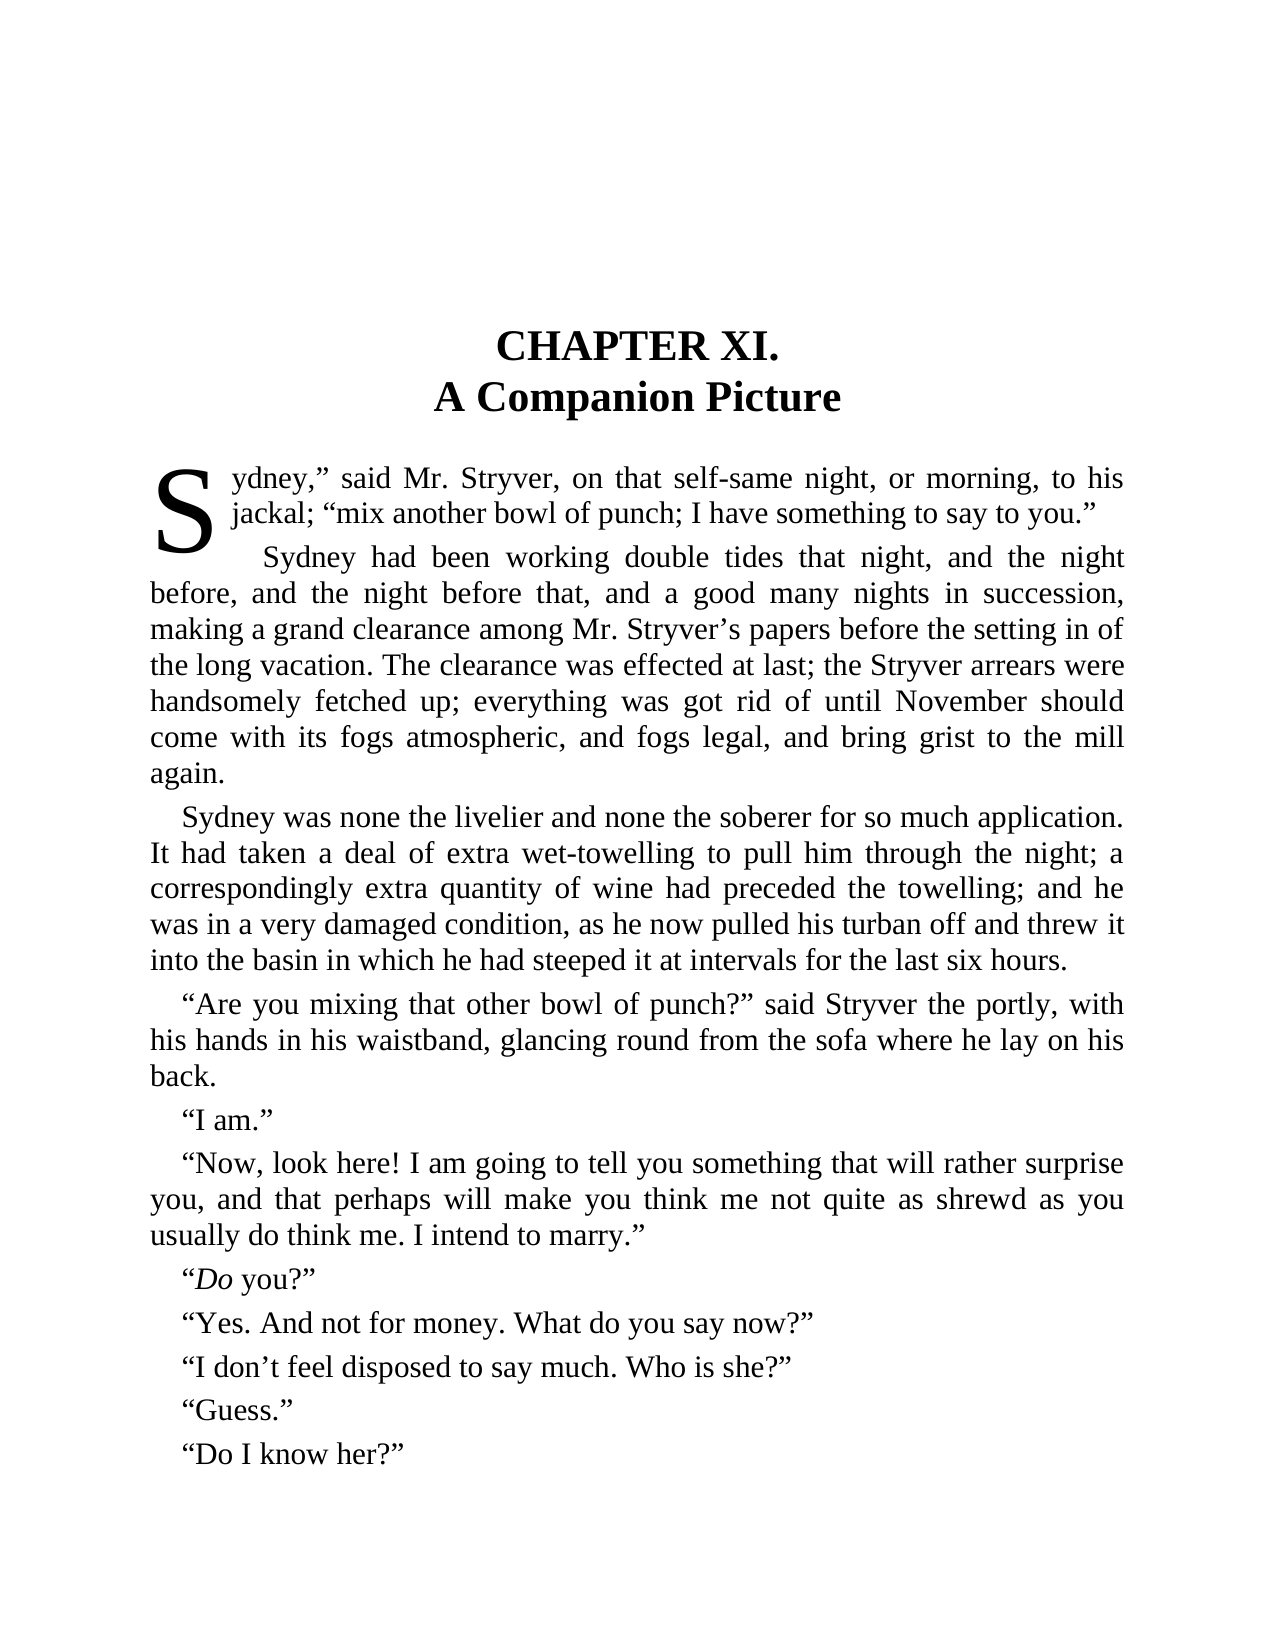 CHAPTER XI.
A Companion Picture
Sydney,” said Mr. Stryver, on that self-same night, or morning, to his
jackal; “mix another bowl of punch; I have something to say to you.”
Sydney had been working double tides that night, and the night
before, and the night before that, and a good many nights in succession,
making a grand clearance among Mr. Stryver’s papers before the setting in of
the long vacation. The clearance was effected at last; the Stryver arrears were
handsomely fetched up; everything was got rid of until November should
come with its fogs atmospheric, and fogs legal, and bring grist to the mill
again.
Sydney was none the livelier and none the soberer for so much application.
It had taken a deal of extra wet-towelling to pull him through the night; a
correspondingly extra quantity of wine had preceded the towelling; and he
was in a very damaged condition, as he now pulled his turban off and threw it
into the basin in which he had steeped it at intervals for the last six hours.
“Are you mixing that other bowl of punch?” said Stryver the portly, with
his hands in his waistband, glancing round from the sofa where he lay on his
back.
“I am.”
“Now, look here! I am going to tell you something that will rather surprise
you, and that perhaps will make you think me not quite as shrewd as you
usually do think me. I intend to marry.”
“Do you?”
“Yes. And not for money. What do you say now?”
“I don’t feel disposed to say much. Who is she?”
“Guess.”
“Do I know her?”